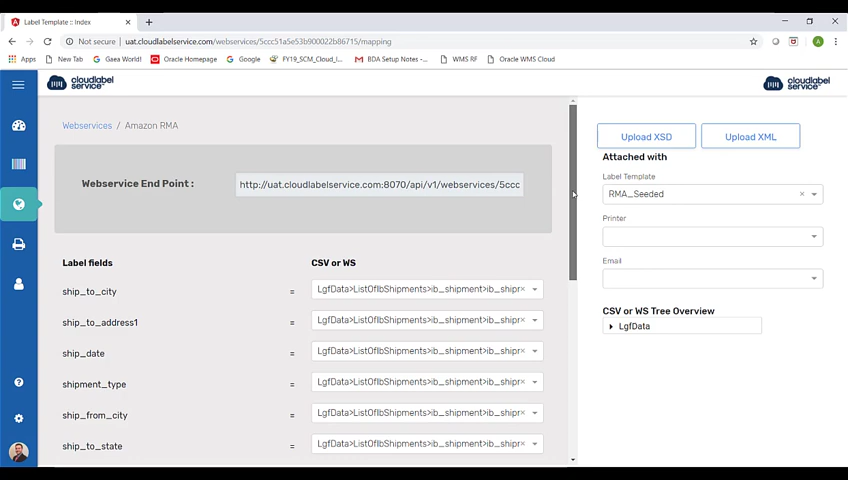 Label Template :: Index
Not secure | uat.cloudlabelservice.com/webservices/5ccc51a5e53b900022b86715/mapping
A
Apps New Tab Gaea World! Oracle Homepage Google FY19_SCM_Cloud_I... BDA Setup Notes -... WMS RF Oracle WMS Cloud
cloudlabel
service™
cloudlabel
service™
Webservices / Amazon RMA
Webservice End Point :
http://uat.cloudlabelservice.com:8070/api/v1/webservices/5ccc
Label fields
CSV or WS
ship_to_city = LgfData>ListOfIbShipments>ib_shipment>ib_shipr×
ship_to_address1 = LgfData>ListOfIbShipments>ib_shipment>ib_shipr×
ship_date = LgfData>ListOfIbShipments>ib_shipment>ib_shipr×
shipment_type = LgfData>ListOfIbShipments>ib_shipment>ib_shipr×
ship_from_city = LgfData>ListOfIbShipments>ib_shipment>ib_shipr×
ship_to_state = LgfData>ListOfIbShipments>ib_shipment>ib_shipr×
Upload XSD
Upload XML
Attached with
Label Template
RMA_Seeded ×
Printer
Email
CSV or WS Tree Overview
LgfData